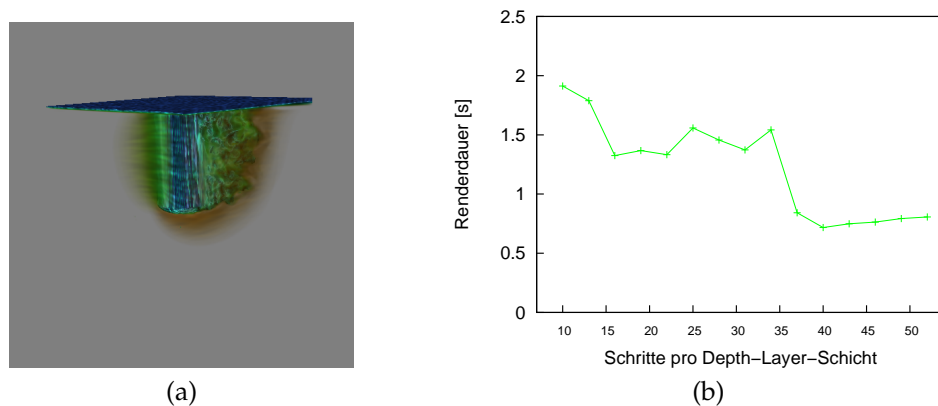 2.5
2
1.5
1
0.5
0
Renderdauer [s]
10 15 20 25 30 35 40 45 50
Schritte pro Depth–Layer–Schicht
(a)
(b)